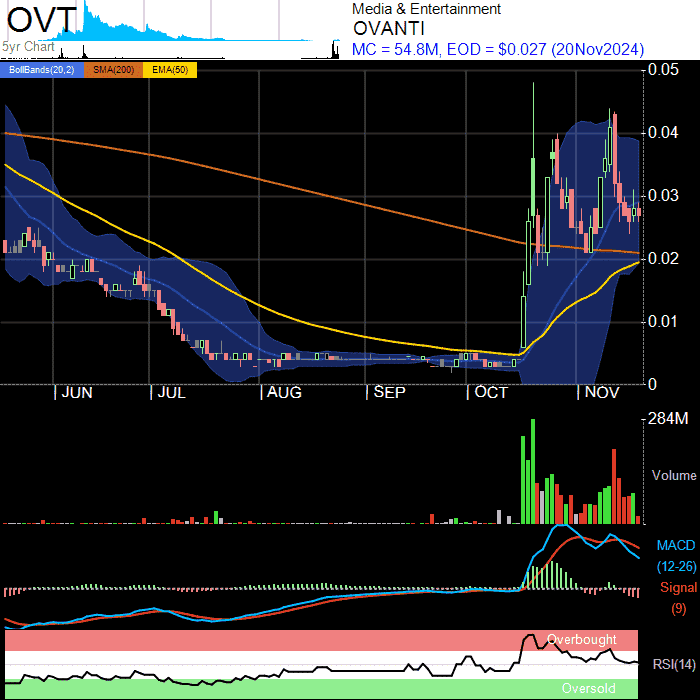 OVT
5yr Chart
Media & Entertainment
OVANTI
MC = 54.8M, EOD = $0.027 (20Nov2024)
BollBands(20,2) SMA(200) EMA(50)
0.05
0.04
0.03
0.02
0.01
0
JUN JUL AUG SEP OCT NOV
284M
Volume
MACD
(12-26)
Signal
(9)
Overbought
RSI(14)
Oversold